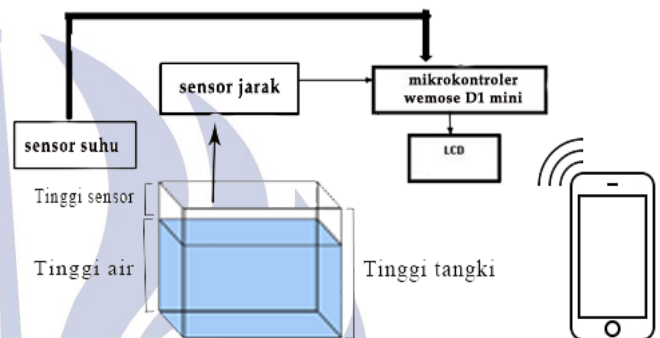 sensor jarak
mikrokontroler
wemose D1 mini
sensor suhu
LCD
Tinggi sensor
Tinggi air
Tinggi tangki